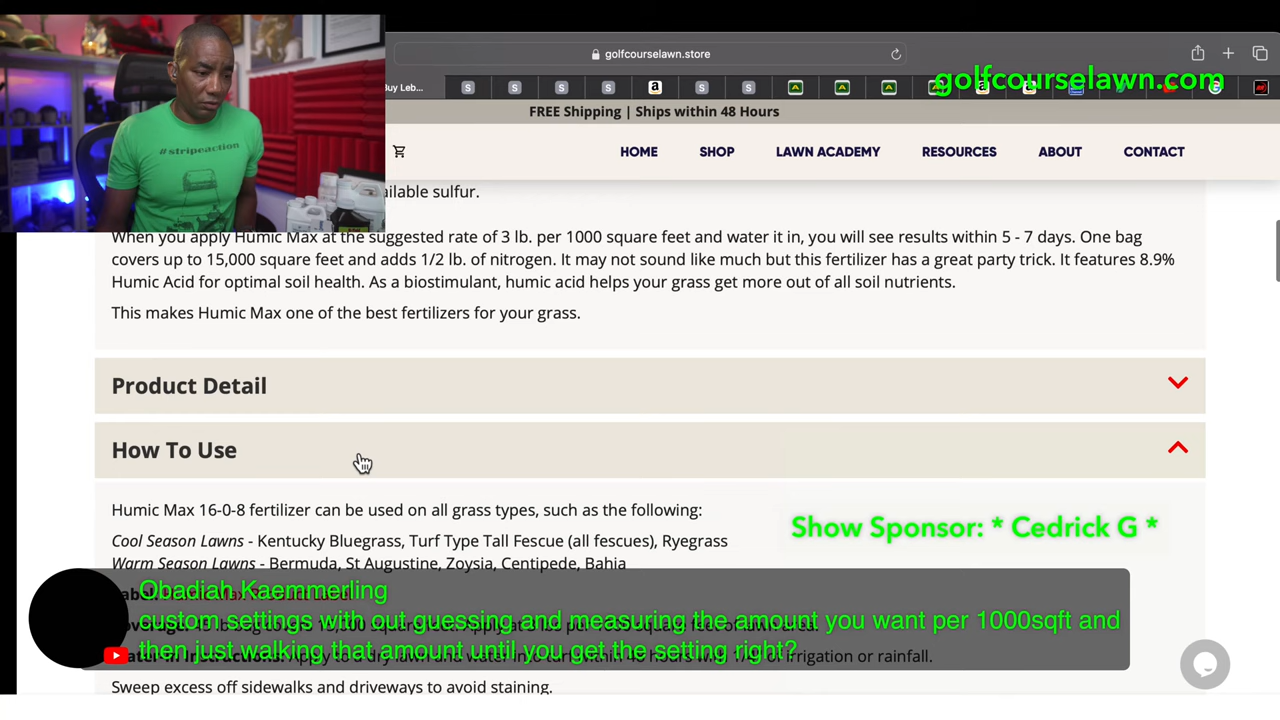 #stripeaction
golfcourselawn.store
Buy Leb...
golfcourselawn.com
FREE Shipping | Ships within 48 Hours
HOME SHOP LAWN ACADEMY RESOURCES ABOUT CONTACT
ailable sulfur.
When you apply Humic Max at the suggested rate of 3 lb. per 1000 square feet and water it in, you will see results within 5 - 7 days. One bag
covers up to 15,000 square feet and adds 1/2 lb. of nitrogen. It may not sound like much but this fertilizer has a great party trick. It features 8.9%
Humic Acid for optimal soil health. As a biostimulant, humic acid helps your grass get more out of all soil nutrients.
This makes Humic Max one of the best fertilizers for your grass.
Product Detail
How To Use
Humic Max 16-0-8 fertilizer can be used on all grass types, such as the following:
Cool Season Lawns - Kentucky Bluegrass, Turf Type Tall Fescue (all fescues), Ryegrass
Warm Season Lawns - Bermuda, St Augustine, Zoysia, Centipede, Bahia
Show Sponsor: * Cedrick G *
Obadiah Kaemmerling
custom settings with out guessing and measuring the amount you want per 1000sqft and
then just walking that amount until you get the setting right?
irrigation or rainfall.
Sweep excess off sidewalks and driveways to avoid staining.